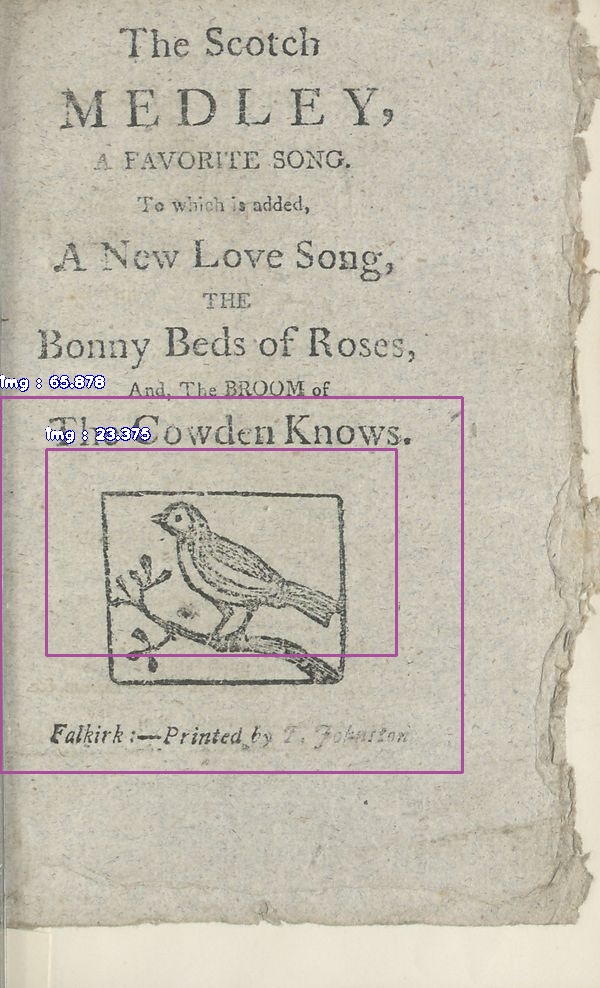 The Scotch
MEDLEY,
A FAVORITE SONG.
To which is added,
A New Love Song,
THE
Bonny Beds of Roses,
img : 65.878
And, The BROOM of
img : 23.375
The Cowden Knows.
Falkirk:—Printed by T. Johnston